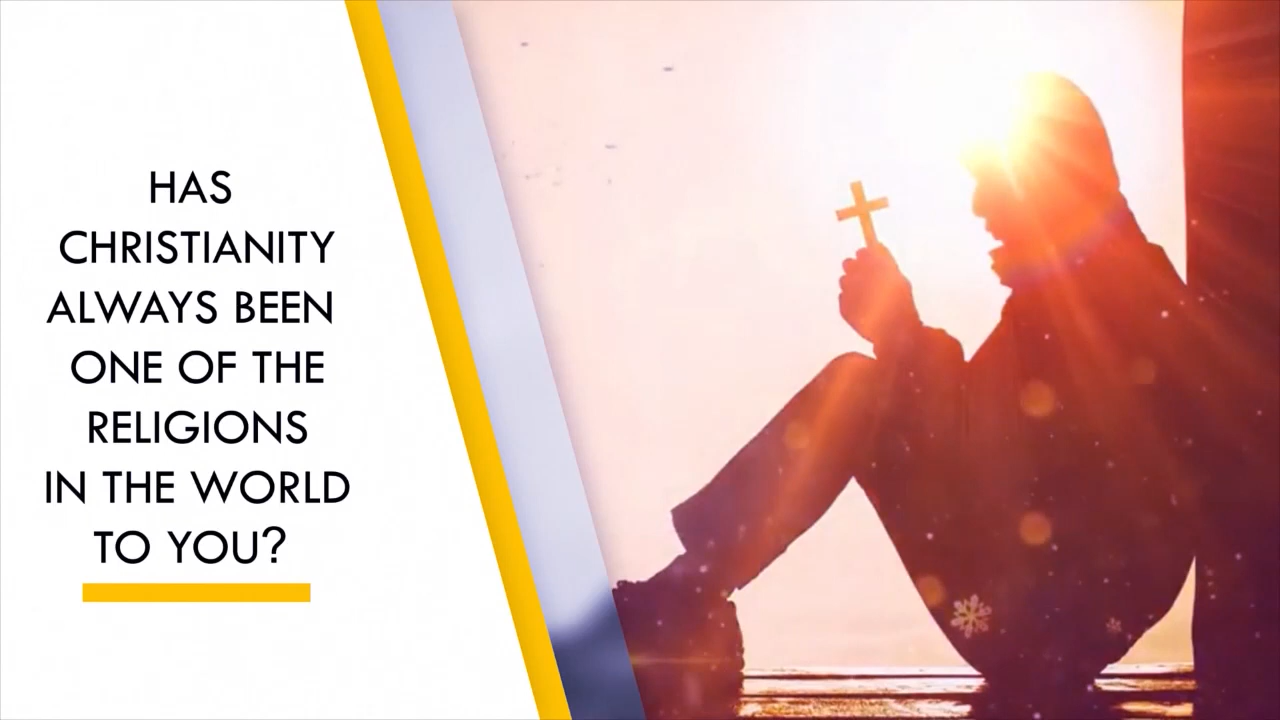 HAS
CHRISTIANITY
ALWAYS BEEN
ONE OF THE
RELIGIONS
IN THE WORLD
TO YOU?